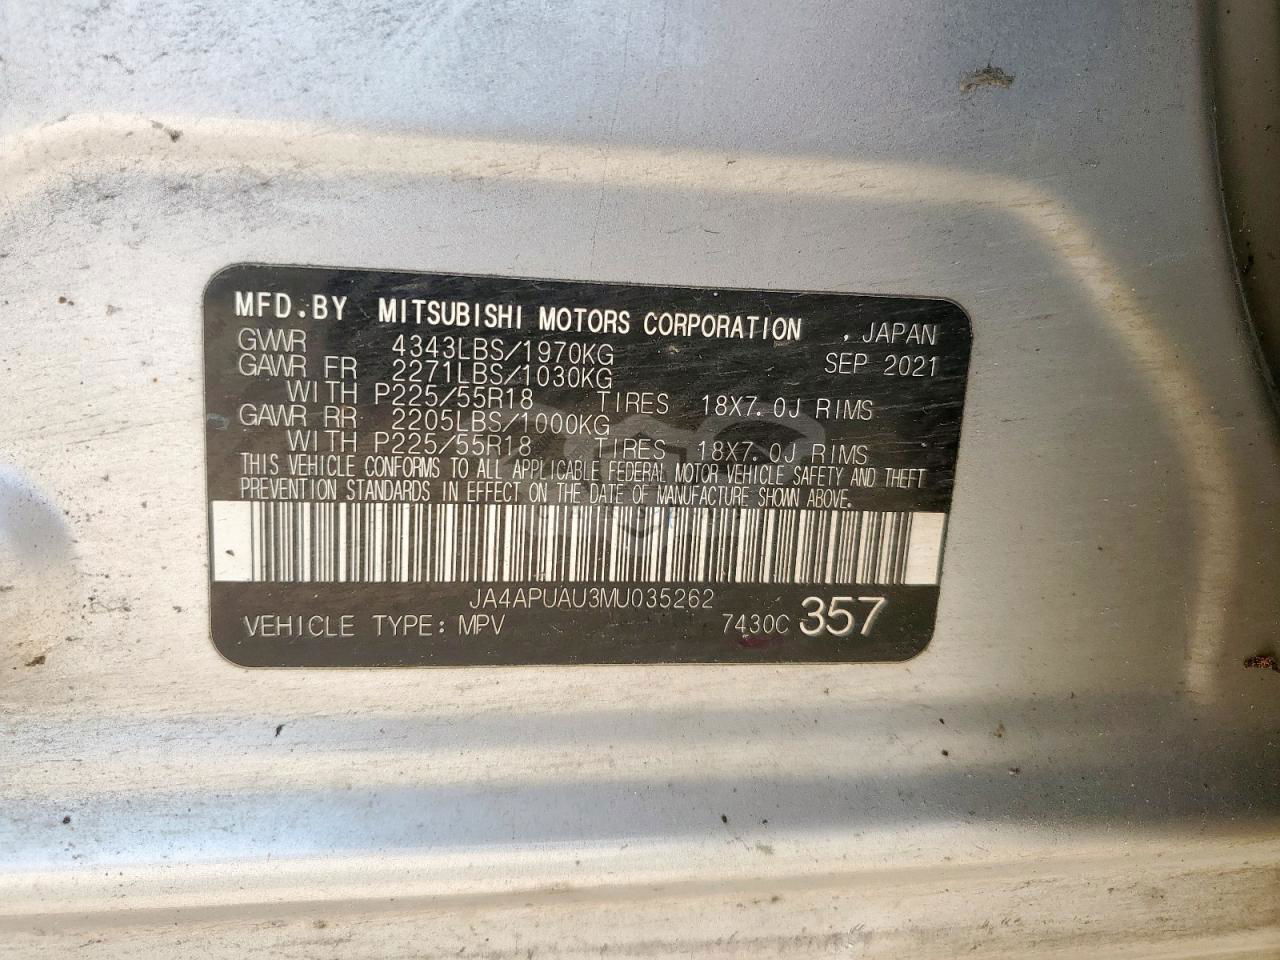 MFD.BY MITSUBISHI MOTORS CORPORATION , JAPAN
GWWR 4343LBS/1970KG SEP 2021
GAWR FR 2271LBS/1030KG
WITH P225/55R18 TIRES 18X7.0J RIMS
GAWR RR 2205LBS/1000KG
WITH P225/55R18 TIRES 18X7.0J RIMS
THIS VEHICLE CONFORMS TO ALL APPLICABLE FEDERAL MOTOR VEHICLE SAFETY AND THEFT
PREVENTION STANDARDS IN EFFECT ON THE DATE OF MANUFACTURE SHOWN ABOVE.
JA4APUAU3MU035262
VEHICLE TYPE: MPV 7430C 357